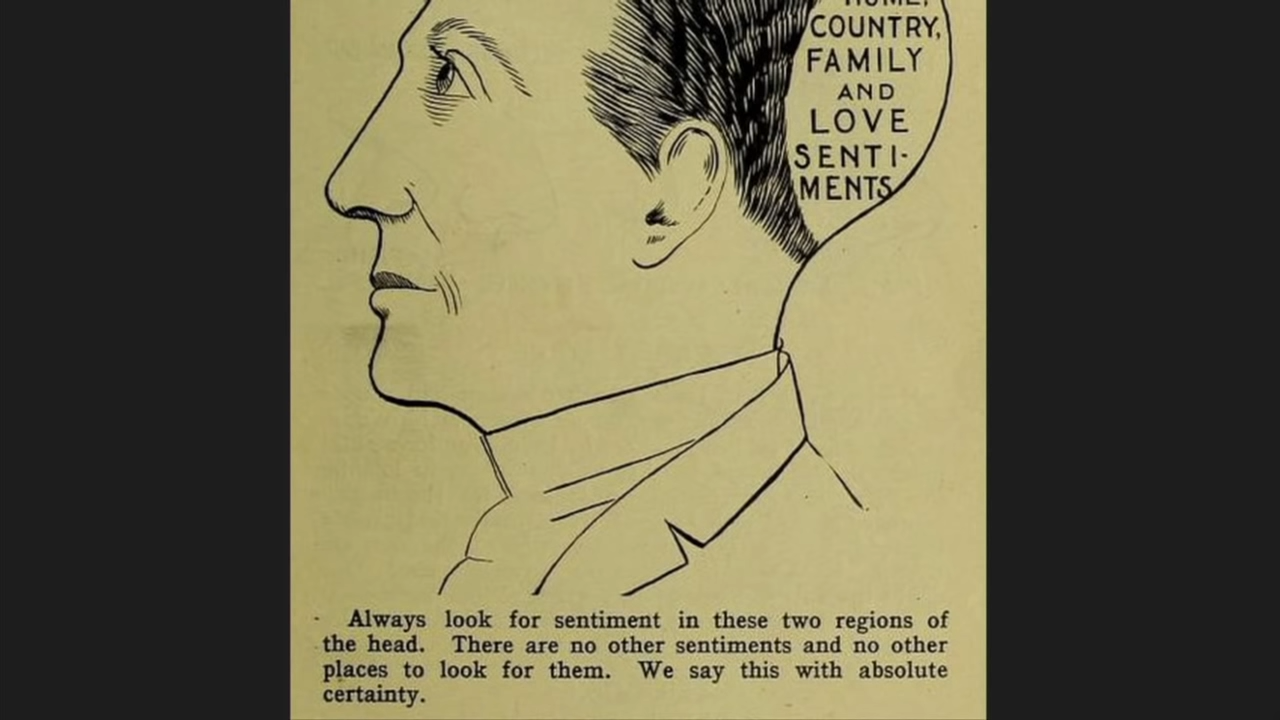 HOME,
COUNTRY,
FAMILY
AND
LOVE
SENTI-
MENTS
Always look for sentiment in these two regions of
the head. There are no other sentiments and no other
places to look for them. We say this with absolute
certainty.